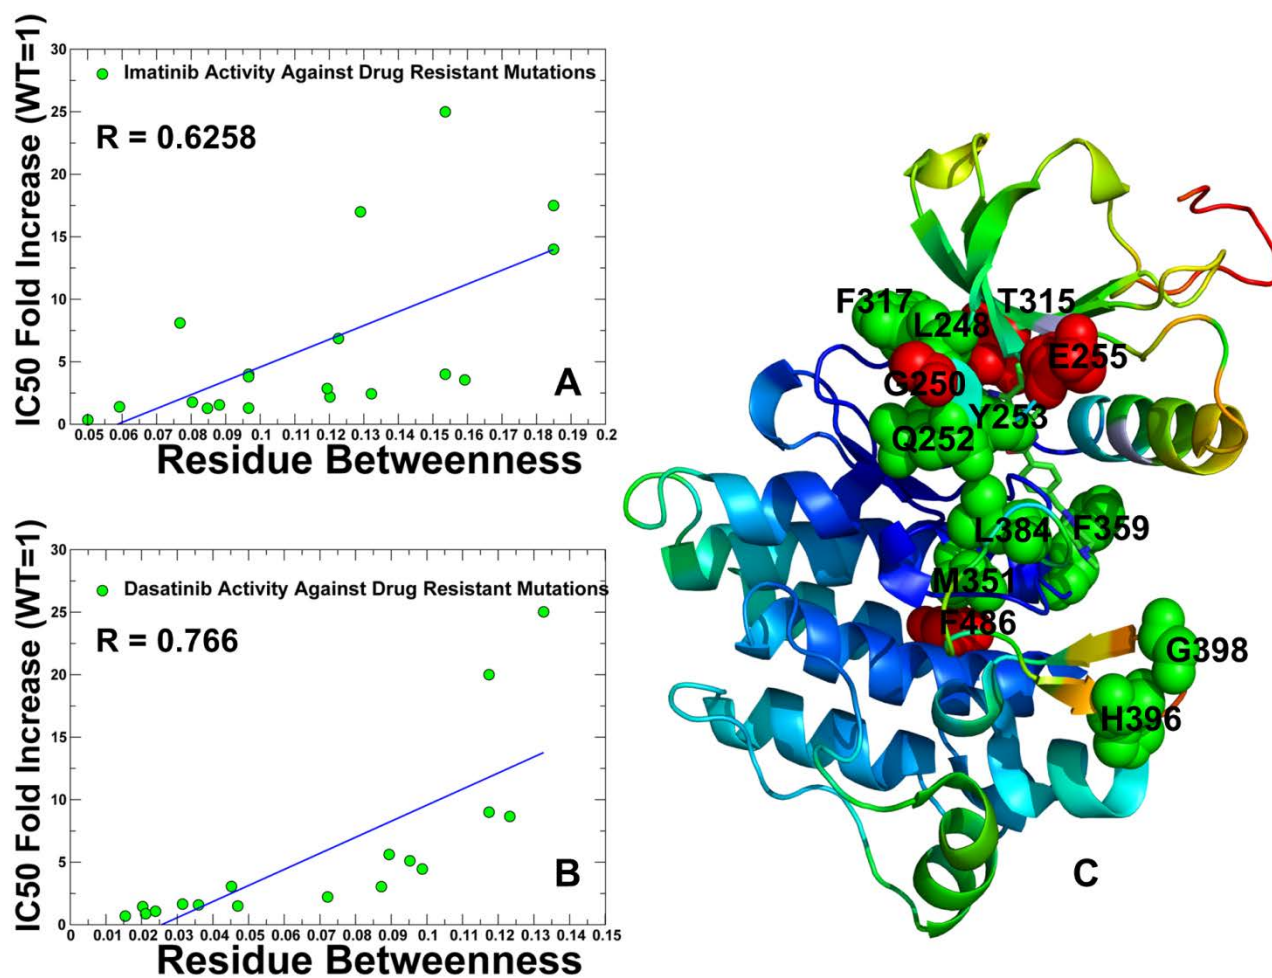 30
25
20
15
10
5
0
IC50 Fold Increase (WT=1)
Imatinib Activity Against Drug Resistant Mutations
R = 0.6258
A
0.05 0.06 0.07 0.08 0.09 0.1 0.11 0.12 0.13 0.14 0.15 0.16 0.17 0.18 0.19 0.2
Residue Betweenness
30
25
20
15
10
5
0
IC50 Fold Increase (WT=1)
Dasatinib Activity Against Drug Resistant Mutations
R = 0.766
B
0 0.01 0.02 0.03 0.04 0.05 0.06 0.07 0.08 0.09 0.1 0.11 0.12 0.13 0.14 0.15
Residue Betweenness
F317
T315
L248
E255
G250
Y253
Q252
L384
F359
M351
F486
G398
H396
C